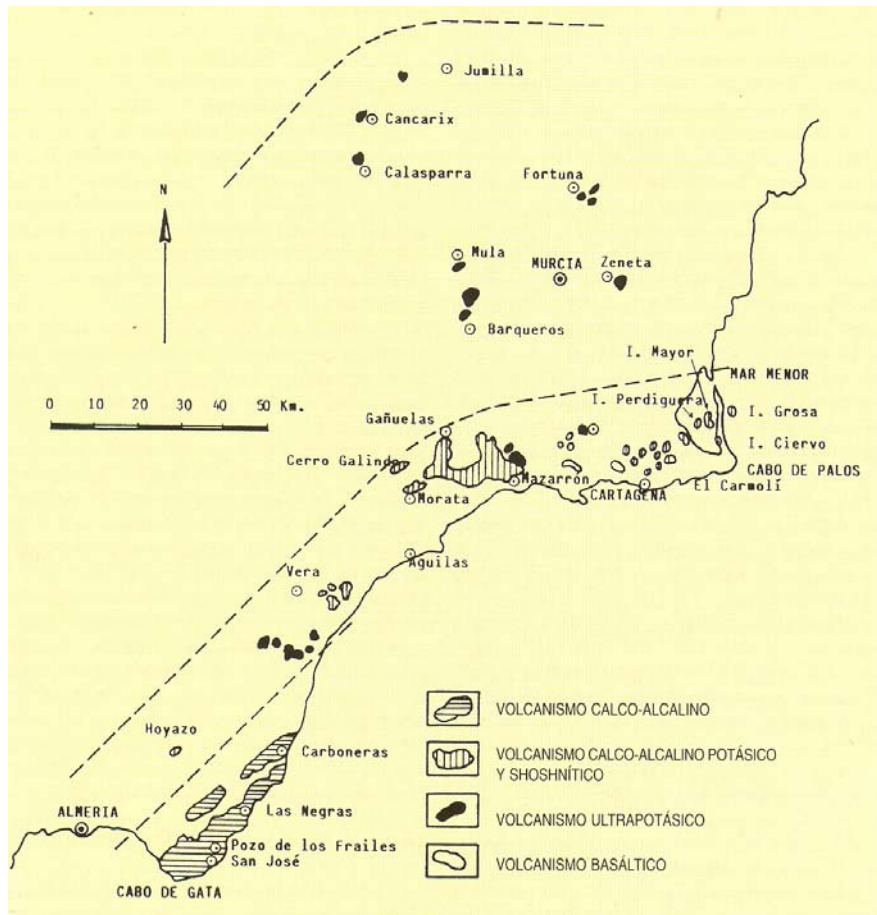 Jumilla
Cancarix
Calasparra
Fortuna
N
Mula
MURCIA
Zeneta
Barqueros
I. Mayor
MAR MENOR
0 10 20 30 40 50 Km.
I. Perdiguera
I. Grosa
Gañuelas
I. Ciervo
Cerro Galindo
CABO DE PALOS
Mazarrón
El Carmolí
Morata
CARTAGENA
Aguilas
Vera
VOLCANISMO CALCO-ALCALINO
Hoyazo
Carboneras
VOLCANISMO CALCO-ALCALINO POTÁSICO
Y SHOSHNÍTICO
ALMERIA
Las Negras
VOLCANISMO ULTRAPOTÁSICO
Pozo de los Frailes
San José
VOLCANISMO BASÁLTICO
CABO DE GATA